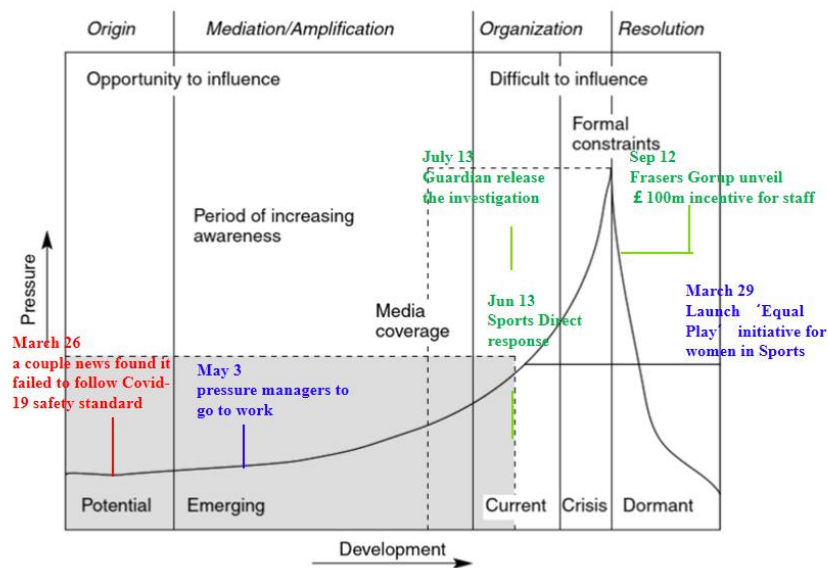 Origin
Mediation/Amplification
Organization
Resolution
Opportunity to influence
Difficult to influence
Formal
constraints
July 13
Guardian release
the investigation
Sep 12
Frasers Gorup unveil
￡100m incentive for staff
Period of increasing
awareness
Pressure
Media
coverage
Jun 13
Sports Direct
response
March 29
Launch ´Equal
Play´ initiative for
women in Sports
March 26
a couple news found it
failed to follow Covid-
19 safety standard
May 3
pressure managers to
go to work
Potential
Emerging
Current
Crisis
Dormant
Development